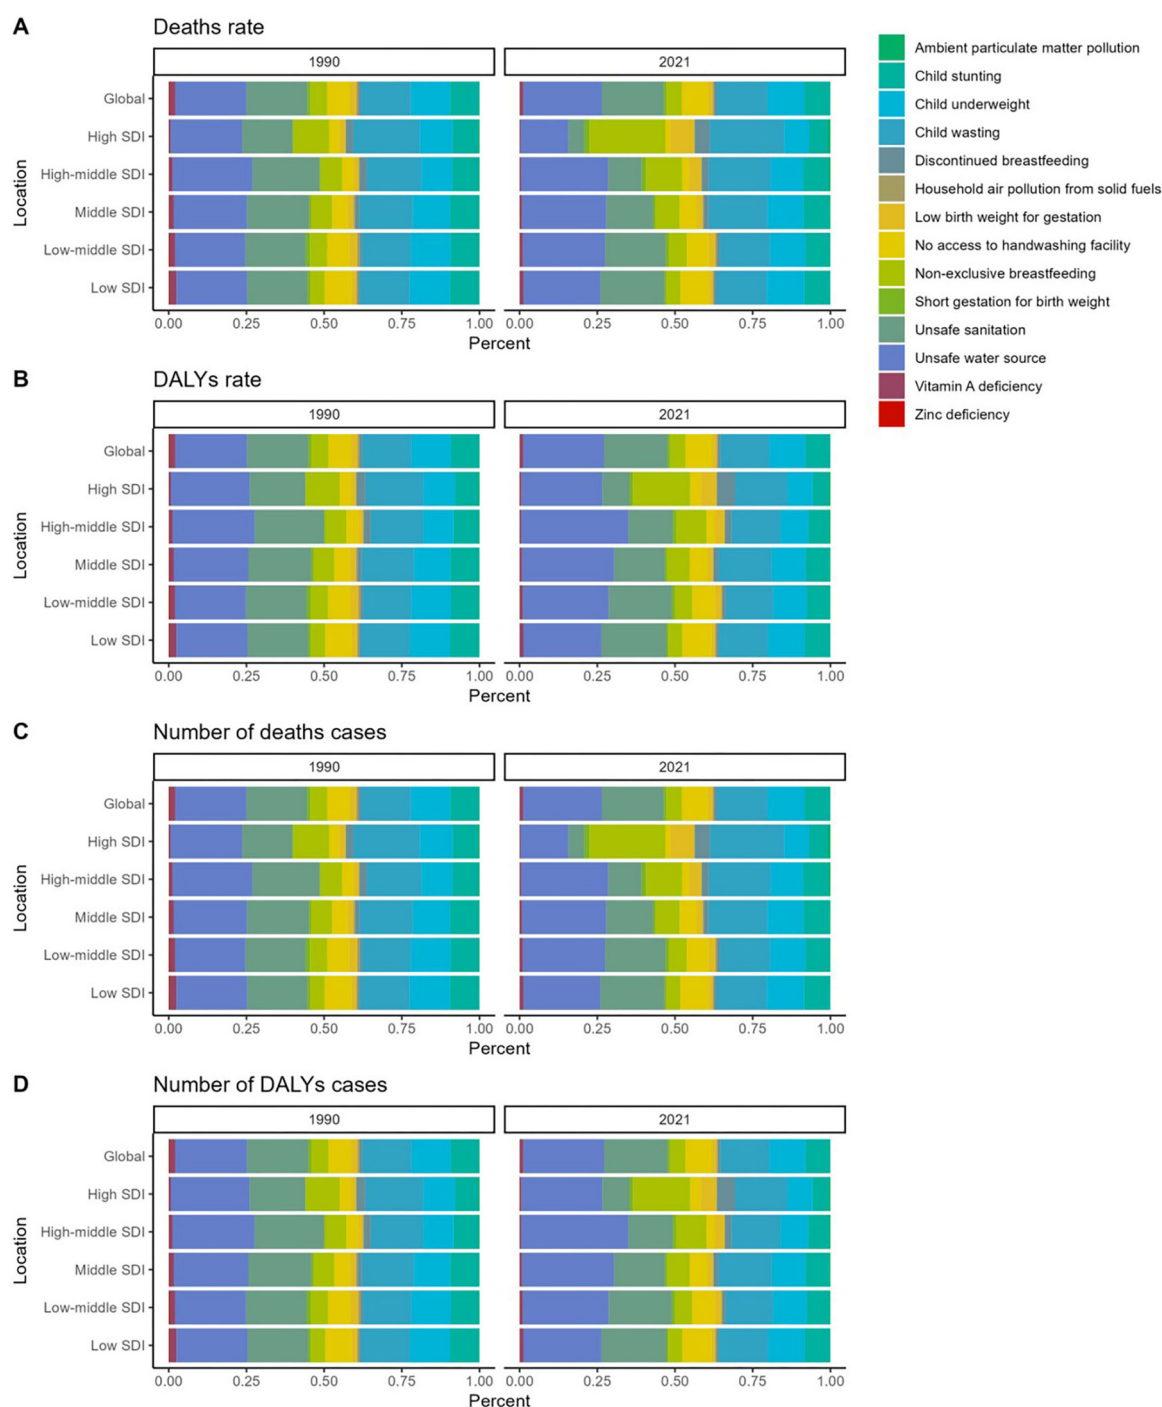 A
Deaths rate
1990
2021
Location
Global
High SDI
High-middle SDI
Middle SDI
Low-middle SDI
Low SDI
0.00 0.25 0.50 0.75 1.00 0.00 0.25 0.50 0.75 1.00
Percent
Ambient particulate matter pollution
Child stunting
Child underweight
Child wasting
Discontinued breastfeeding
Household air pollution from solid fuels
Low birth weight for gestation
No access to handwashing facility
Non-exclusive breastfeeding
Short gestation for birth weight
Unsafe sanitation
Unsafe water source
Vitamin A deficiency
Zinc deficiency
B
DALYs rate
1990
2021
Location
Global
High SDI
High-middle SDI
Middle SDI
Low-middle SDI
Low SDI
0.00 0.25 0.50 0.75 1.00 0.00 0.25 0.50 0.75 1.00
Percent
C
Number of deaths cases
1990
2021
Location
Global
High SDI
High-middle SDI
Middle SDI
Low-middle SDI
Low SDI
0.00 0.25 0.50 0.75 1.00 0.00 0.25 0.50 0.75 1.00
Percent
D
Number of DALYs cases
1990
2021
Location
Global
High SDI
High-middle SDI
Middle SDI
Low-middle SDI
Low SDI
0.00 0.25 0.50 0.75 1.00 0.00 0.25 0.50 0.75 1.00
Percent